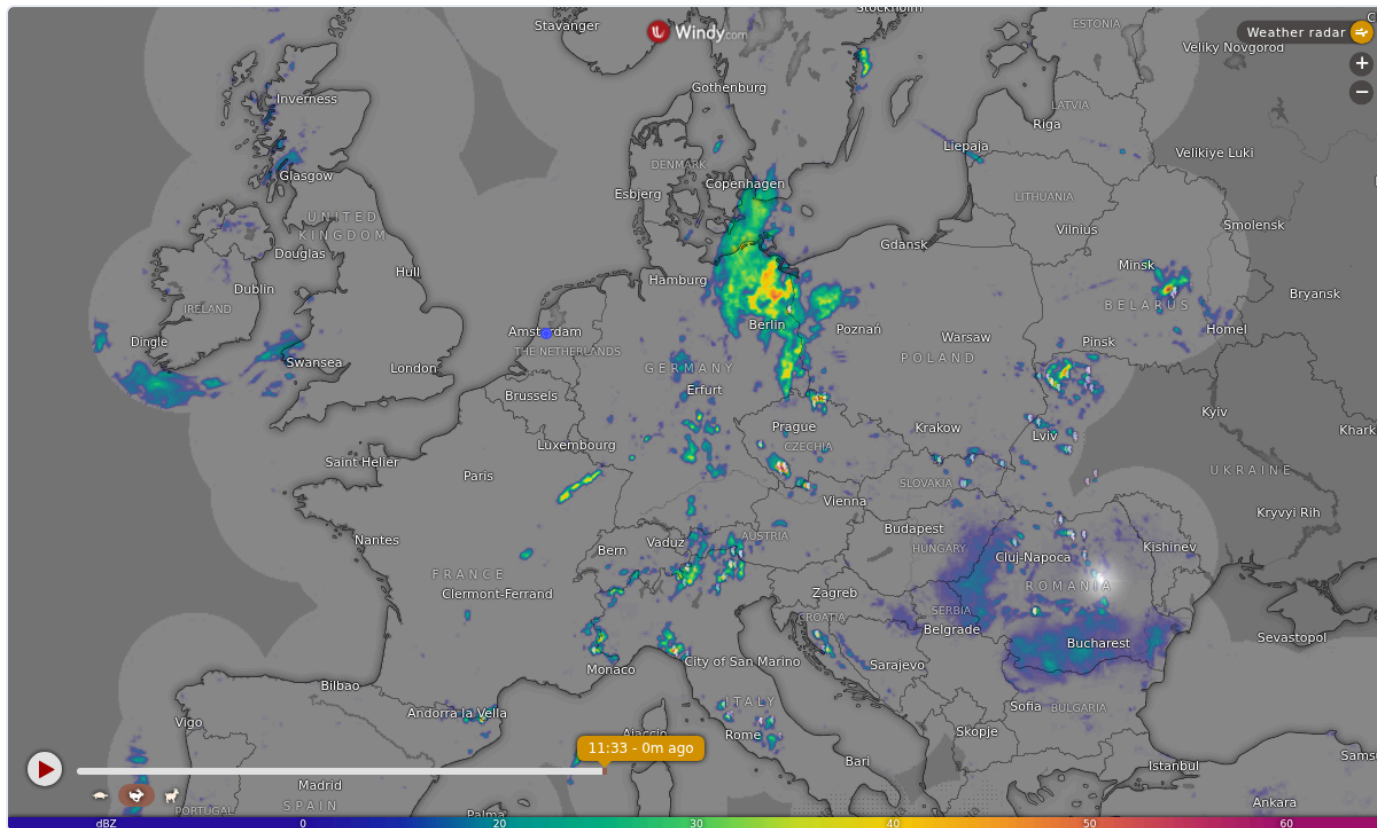 Stockholm
Stavanger
Windy.com
ESTONIA
Weather radar
Veliky Novgorod
+
−
Inverness
Gothenburg
LATVIA
Riga
Liepaja
Velikiye Luki
Glasgow
DENMARK
Copenhagen
Esbjerg
LITHUANIA
UNITED
KINGDOM
Vilnius
Smolensk
Douglas
Gdansk
Hull
Hamburg
Minsk
Dublin
Bryansk
IRELAND
BELARUS
Amsterdam
Berlin
Poznań
Homel
Dingle
Warsaw
Pinsk
THE NETHERLANDS
POLAND
Swansea
London
GERMANY
Brussels
Erfurt
Kyiv
Prague
Krakow
Lviv
Khark
Luxembourg
CZECHIA
Saint Helier
Paris
UKRAINE
SLOVAKIA
Vienna
Kryvyi Rih
Budapest
Nantes
Bern
Vaduz
AUSTRIA
HUNGARY
Cluj-Napoca
Kishinev
FRANCE
ROMANIA
Clermont-Ferrand
Zagreb
CROATIA
SERBIA
Belgrade
Bucharest
Sevastopol
Monaco
City of San Marino
Sarajevo
Bilbao
ITALY
Andorra la Vella
Sofia
BULGARIA
Vigo
Ajaccio
Rome
Skopje
11:33 - 0m ago
Bari
Istanbul
Sams
Madrid
SPAIN
PORTUGAL
Palma
Ankara
dBZ 0 20 30 40 50 60